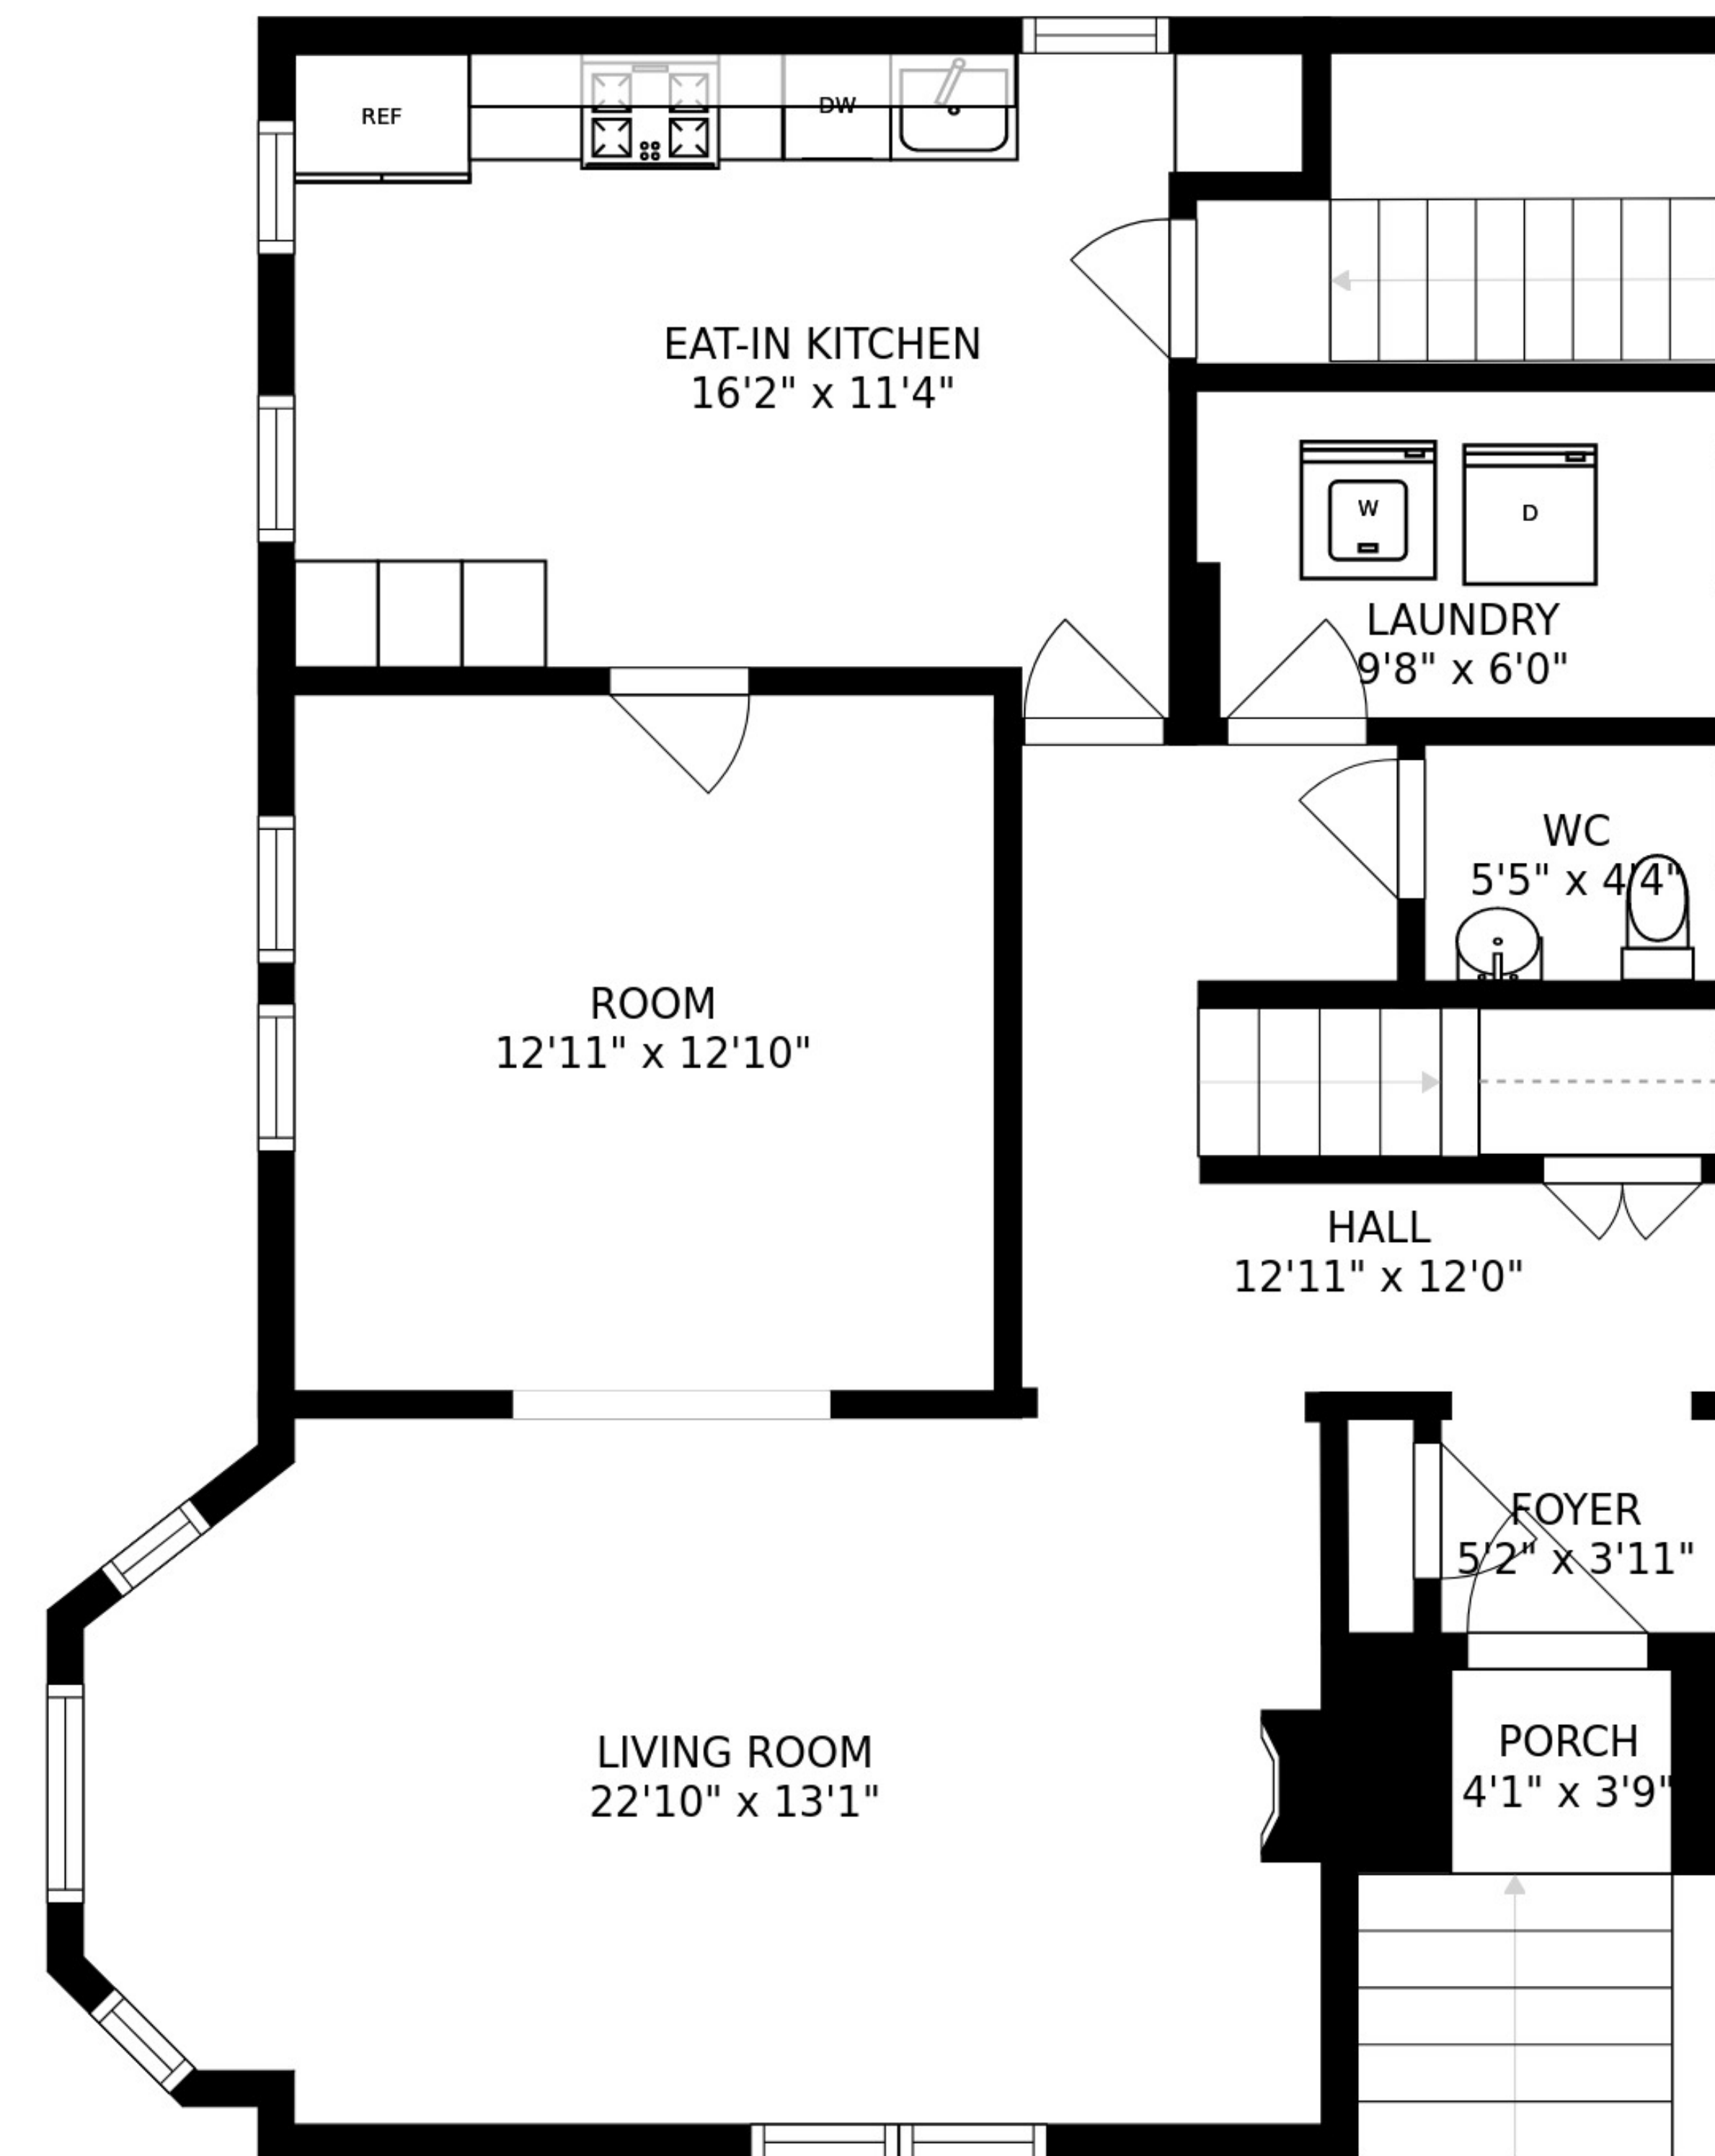 REF
DW
EAT-IN KITCHEN
16'2" x 11'4"
W
D
LAUNDRY
9'8" x 6'0"
WC
5'5" x 4'4"
ROOM
12'11" x 12'10"
HALL
12'11" x 12'0"
FOYER
5'2" x 3'11"
LIVING ROOM
22'10" x 13'1"
PORCH
4'1" x 3'9"